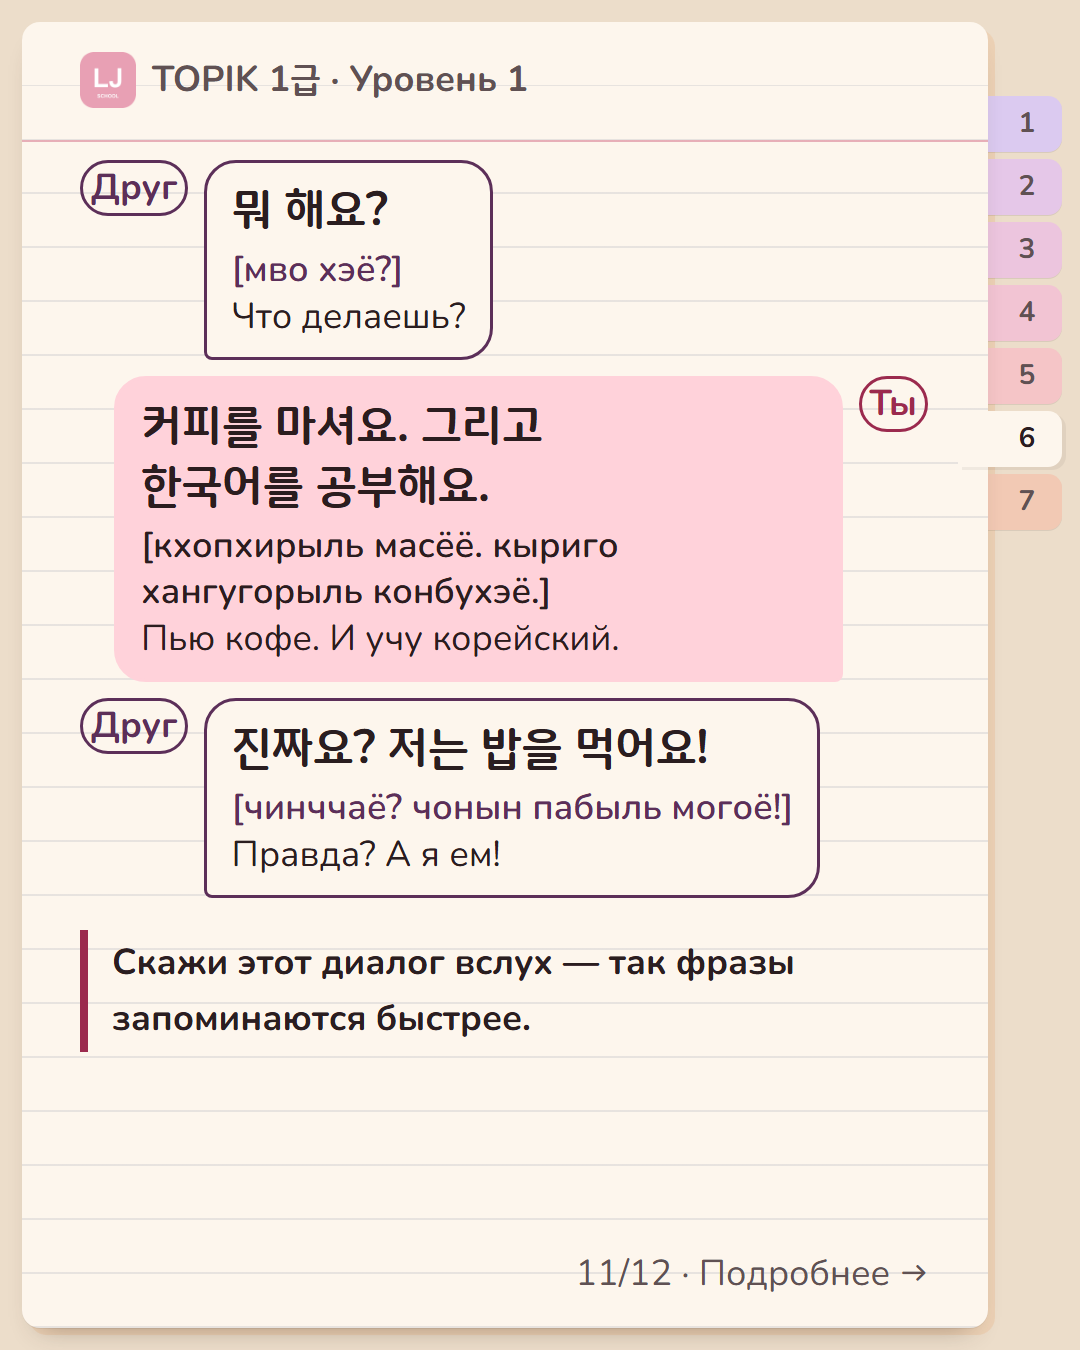 LJ
SCHOOL
TOPIK 1급 · Уровень 1
1
2
3
4
5
6
7
Друг
뭐 해요?
[мво хэё?]
Что делаешь?
Ты
커피를 마셔요. 그리고
한국어를 공부해요.
[кхопхирыль масёё. кыриго
хангугорыль конбухэё.]
Пью кофе. И учу корейский.
Друг
진짜요? 저는 밥을 먹어요!
[чинччаё? чонын пабыль могоё!]
Правда? А я ем!
Скажи этот диалог вслух — так фразы
запоминаются быстрее.
11/12 · Подробнее →